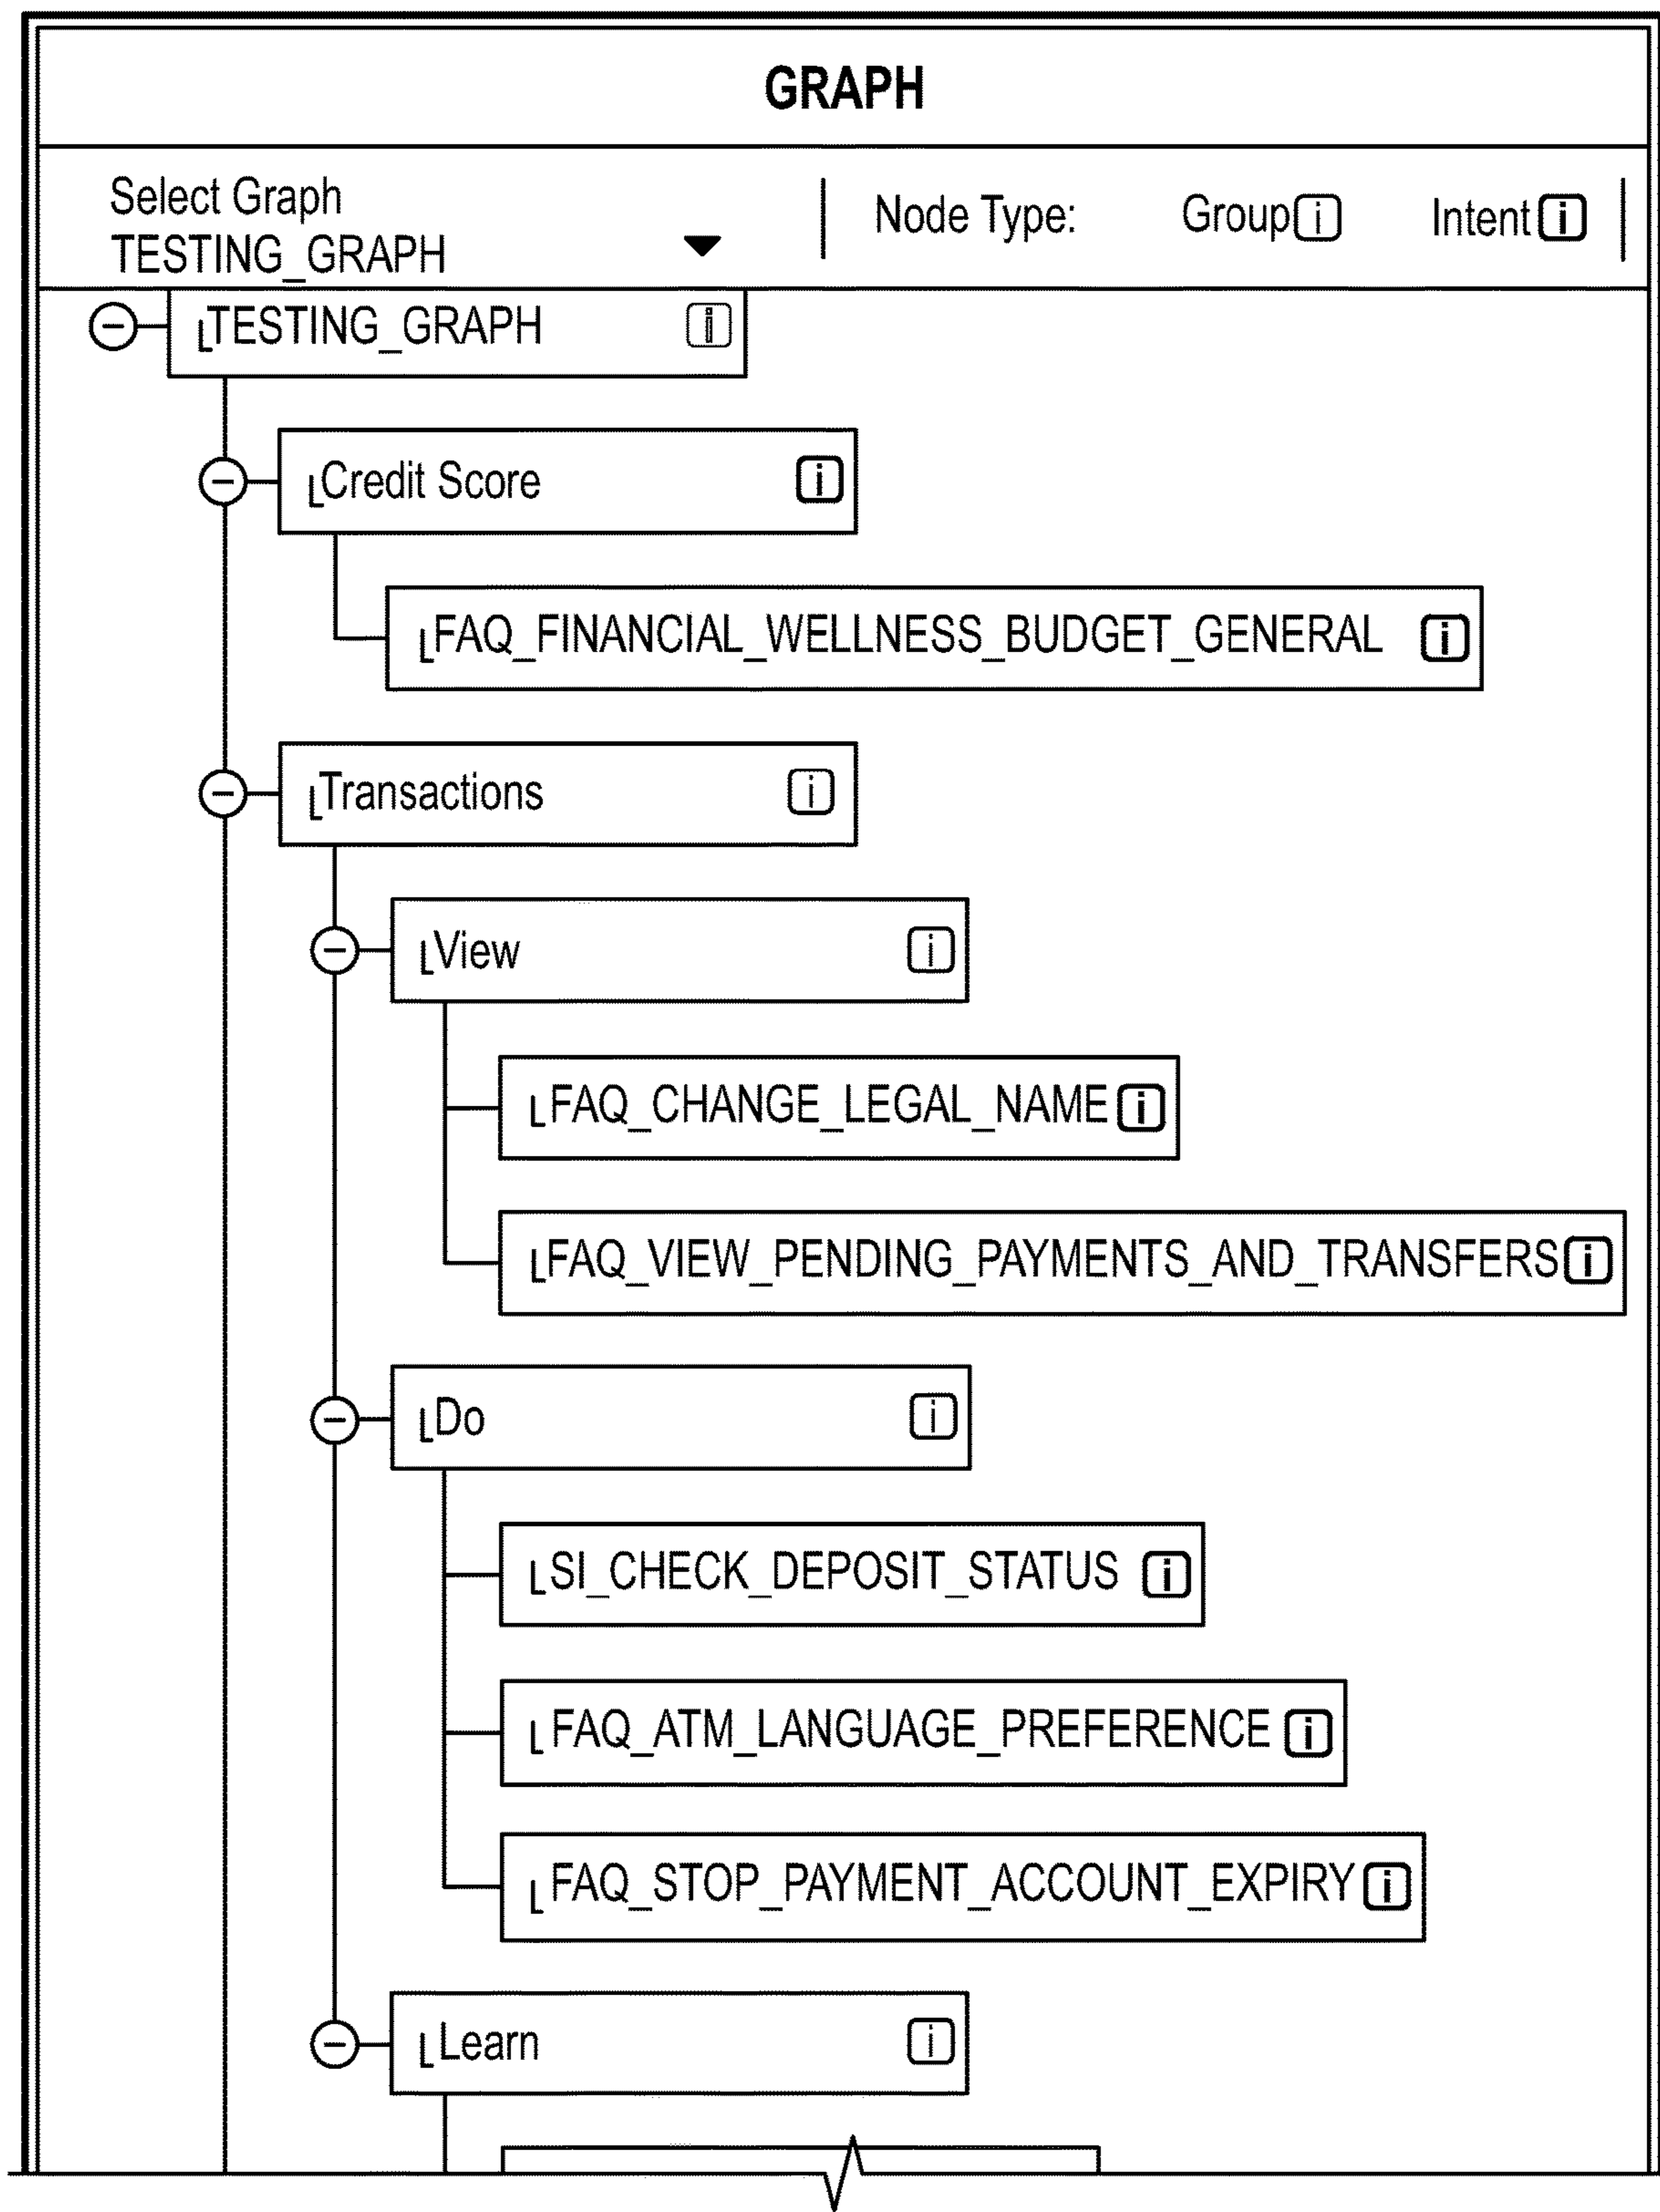 GRAPH
Select Graph
TESTING_GRAPH
Node Type: Group i Intent i
TESTING_GRAPH i
Credit Score i
FAQ_FINANCIAL_WELLNESS_BUDGET_GENERAL i
Transactions i
View i
FAQ_CHANGE_LEGAL_NAME i
FAQ_VIEW_PENDING_PAYMENTS_AND_TRANSFERS i
Do i
SI_CHECK_DEPOSIT_STATUS i
FAQ_ATM_LANGUAGE_PREFERENCE i
FAQ_STOP_PAYMENT_ACCOUNT_EXPIRY i
Learn i